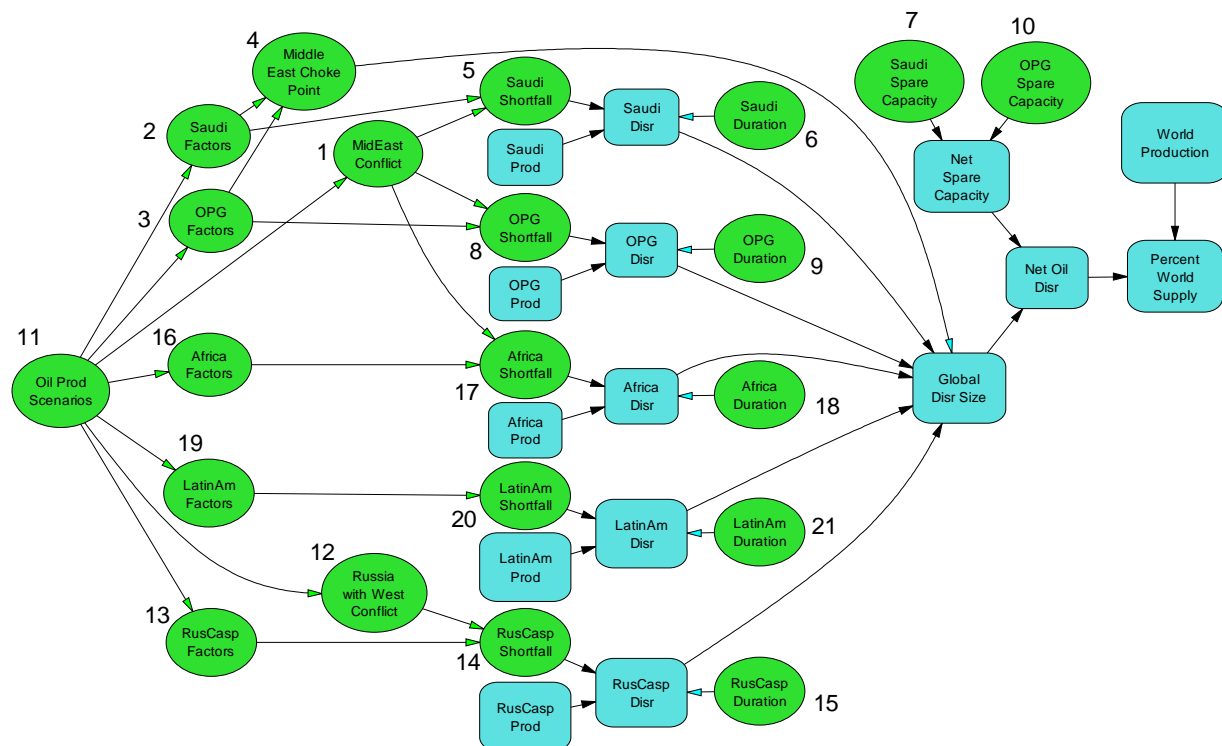 7
10
4
Middle
East Choke
Point
5
Saudi
Shortfall
Saudi
Spare
Capacity
OPG
Spare
Capacity
2
Saudi
Factors
1
MidEast
Conflict
Saudi
Prod
Saudi
Disr
Saudi
Duration
6
Net
Spare
Capacity
World
Production
3
OPG
Factors
8
OPG
Shortfall
OPG
Prod
OPG
Disr
OPG
Duration
9
Net Oil
Disr
Percent
World
Supply
11
Oil Prod
Scenarios
16
Africa
Factors
17
Africa
Shortfall
Africa
Prod
Africa
Disr
Africa
Duration
18
Global
Disr Size
19
LatinAm
Factors
20
LatinAm
Shortfall
LatinAm
Prod
LatinAm
Disr
LatinAm
Duration
21
12
Russia
with West
Conflict
13
RusCasp
Factors
14
RusCasp
Shortfall
RusCasp
Prod
RusCasp
Disr
RusCasp
Duration
15